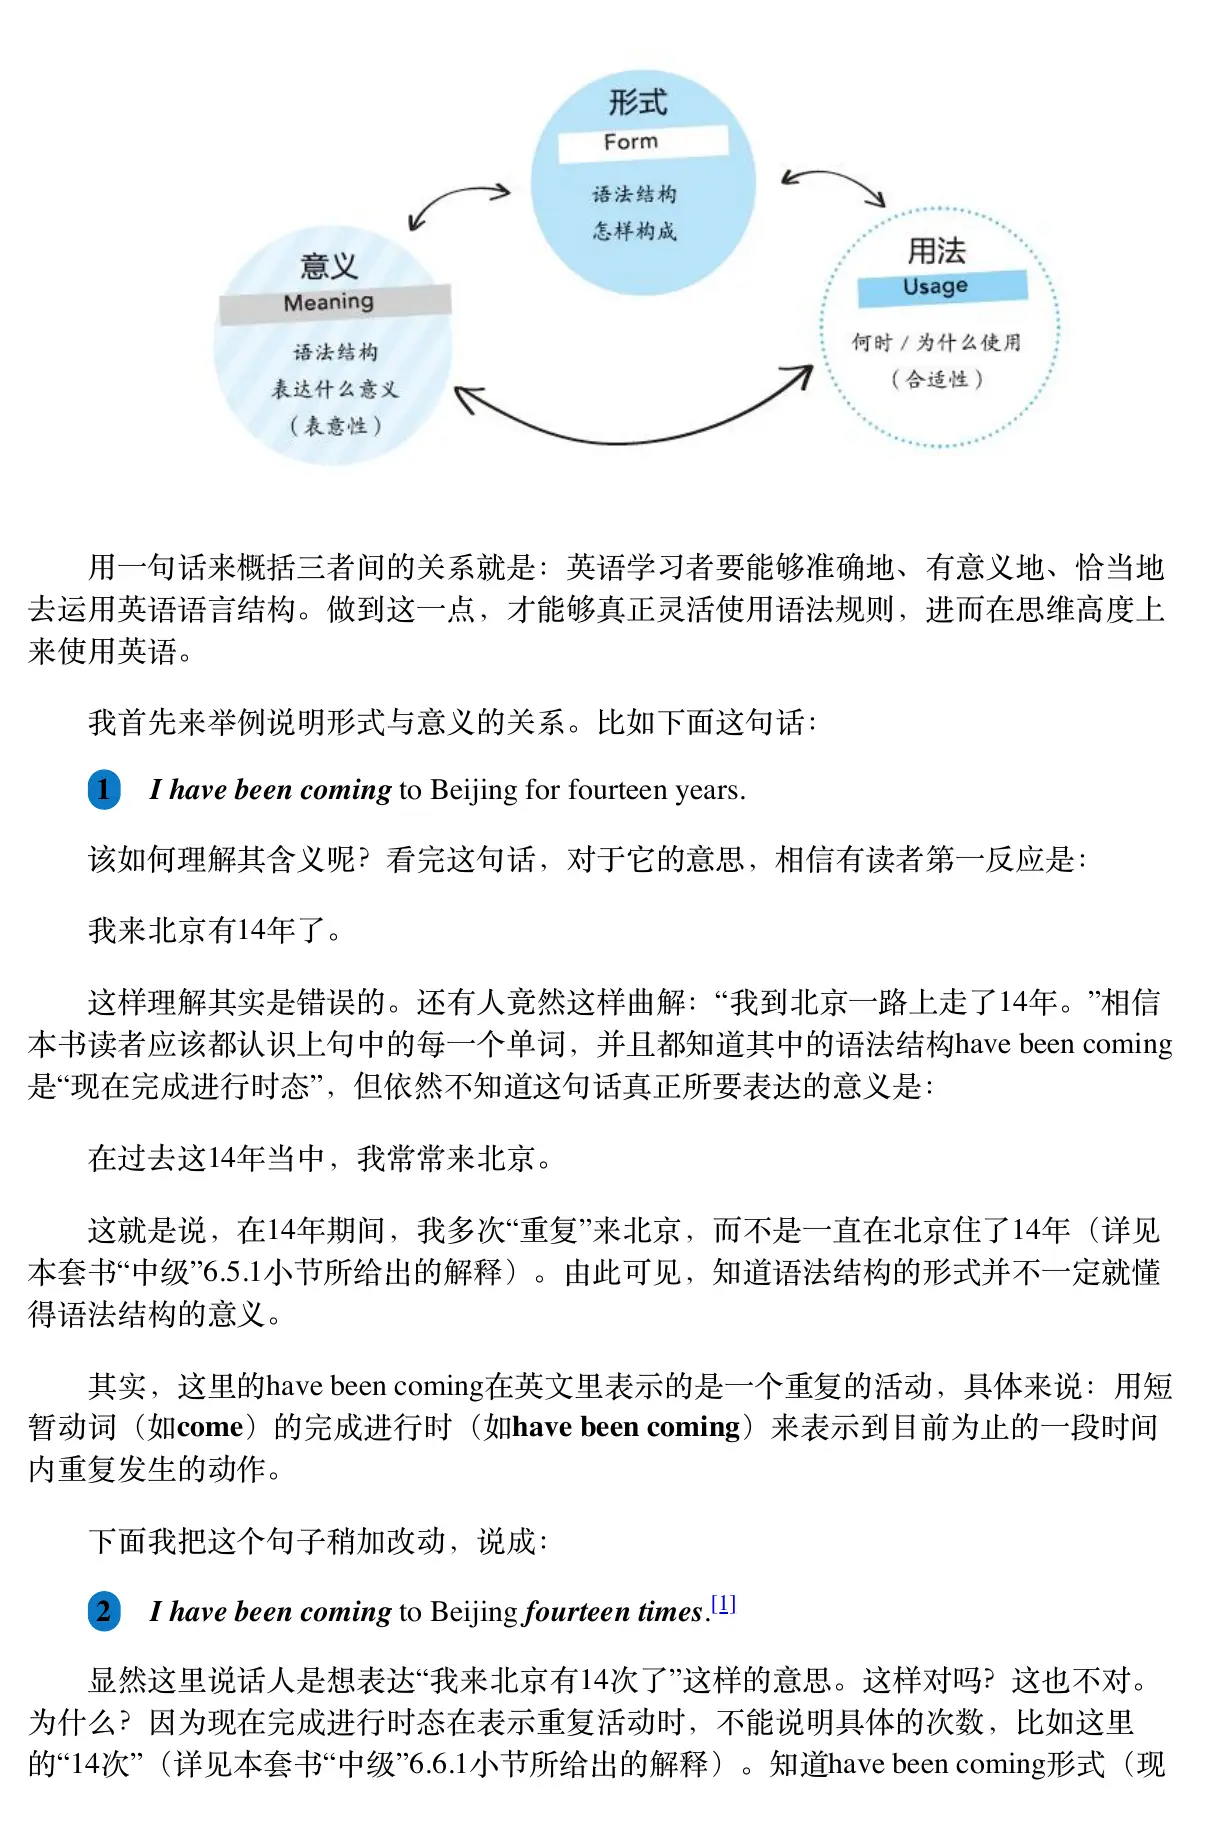 形式
Form
语法结构
怎样构成
意义
Meaning
语法结构
表达什么意义
（表意性）
用法
Usage
何时 / 为什么使用
（合适性）
用一句话来概括三者间的关系就是：英语学习者要能够准确地、有意义地、恰当地
去运用英语语言结构。做到这一点，才能够真正灵活使用语法规则，进而在思维高度上
来使用英语。
我首先来举例说明形式与意义的关系。比如下面这句话：
1 I have been coming to Beijing for fourteen years.
该如何理解其含义呢？看完这句话，对于它的意思，相信有读者第一反应是：
我来北京有14年了。
这样理解其实是错误的。还有人竟然这样曲解：“我到北京一路上走了14年。”相信
本书读者应该都认识上句中的每一个单词，并且都知道其中的语法结构have been coming
是“现在完成进行时态”，但依然不知道这句话真正所要表达的意义是：
在过去这14年当中，我常常来北京。
这就是说，在14年期间，我多次“重复”来北京，而不是一直在北京住了14年（详见
本套书“中级”6.5.1小节所给出的解释）。由此可见，知道语法结构的形式并不一定就懂
得语法结构的意义。
其实，这里的have been coming在英文里表示的是一个重复的活动，具体来说：用短
暂动词（如come）的完成进行时（如have been coming）来表示到目前为止的一段时间
内重复发生的动作。
下面我把这个句子稍加改动，说成：
2 I have been coming to Beijing fourteen times.[1]
显然这里说话人是想表达“我来北京有14次了”这样的意思。这样对吗？这也不对。
为什么？因为现在完成进行时态在表示重复活动时，不能说明具体的次数，比如这里
的“14次”（详见本套书“中级”6.6.1小节所给出的解释）。知道have been coming形式（现